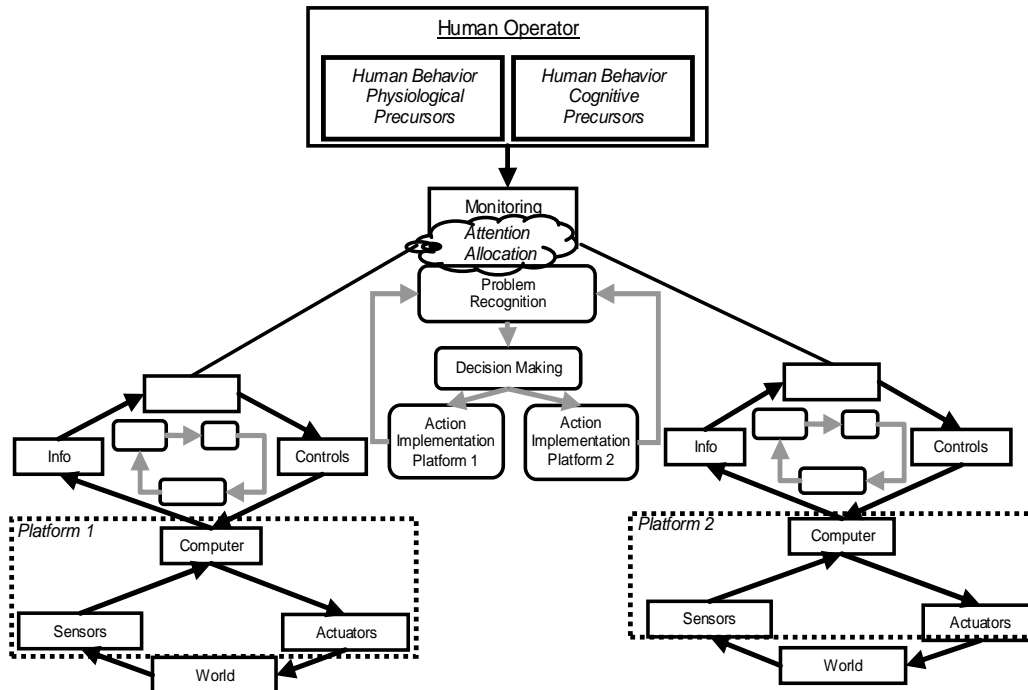 Human Operator
Human Behavior
Physiological
Precursors
Human Behavior
Cognitive
Precursors
Monitoring
Attention
Allocation
Problem
Recognition
Decision Making
Action
Implementation
Platform 1
Action
Implementation
Platform 2
Info
Controls
Platform 1
Computer
Sensors
Actuators
World
Info
Controls
Platform 2
Computer
Sensors
Actuators
World